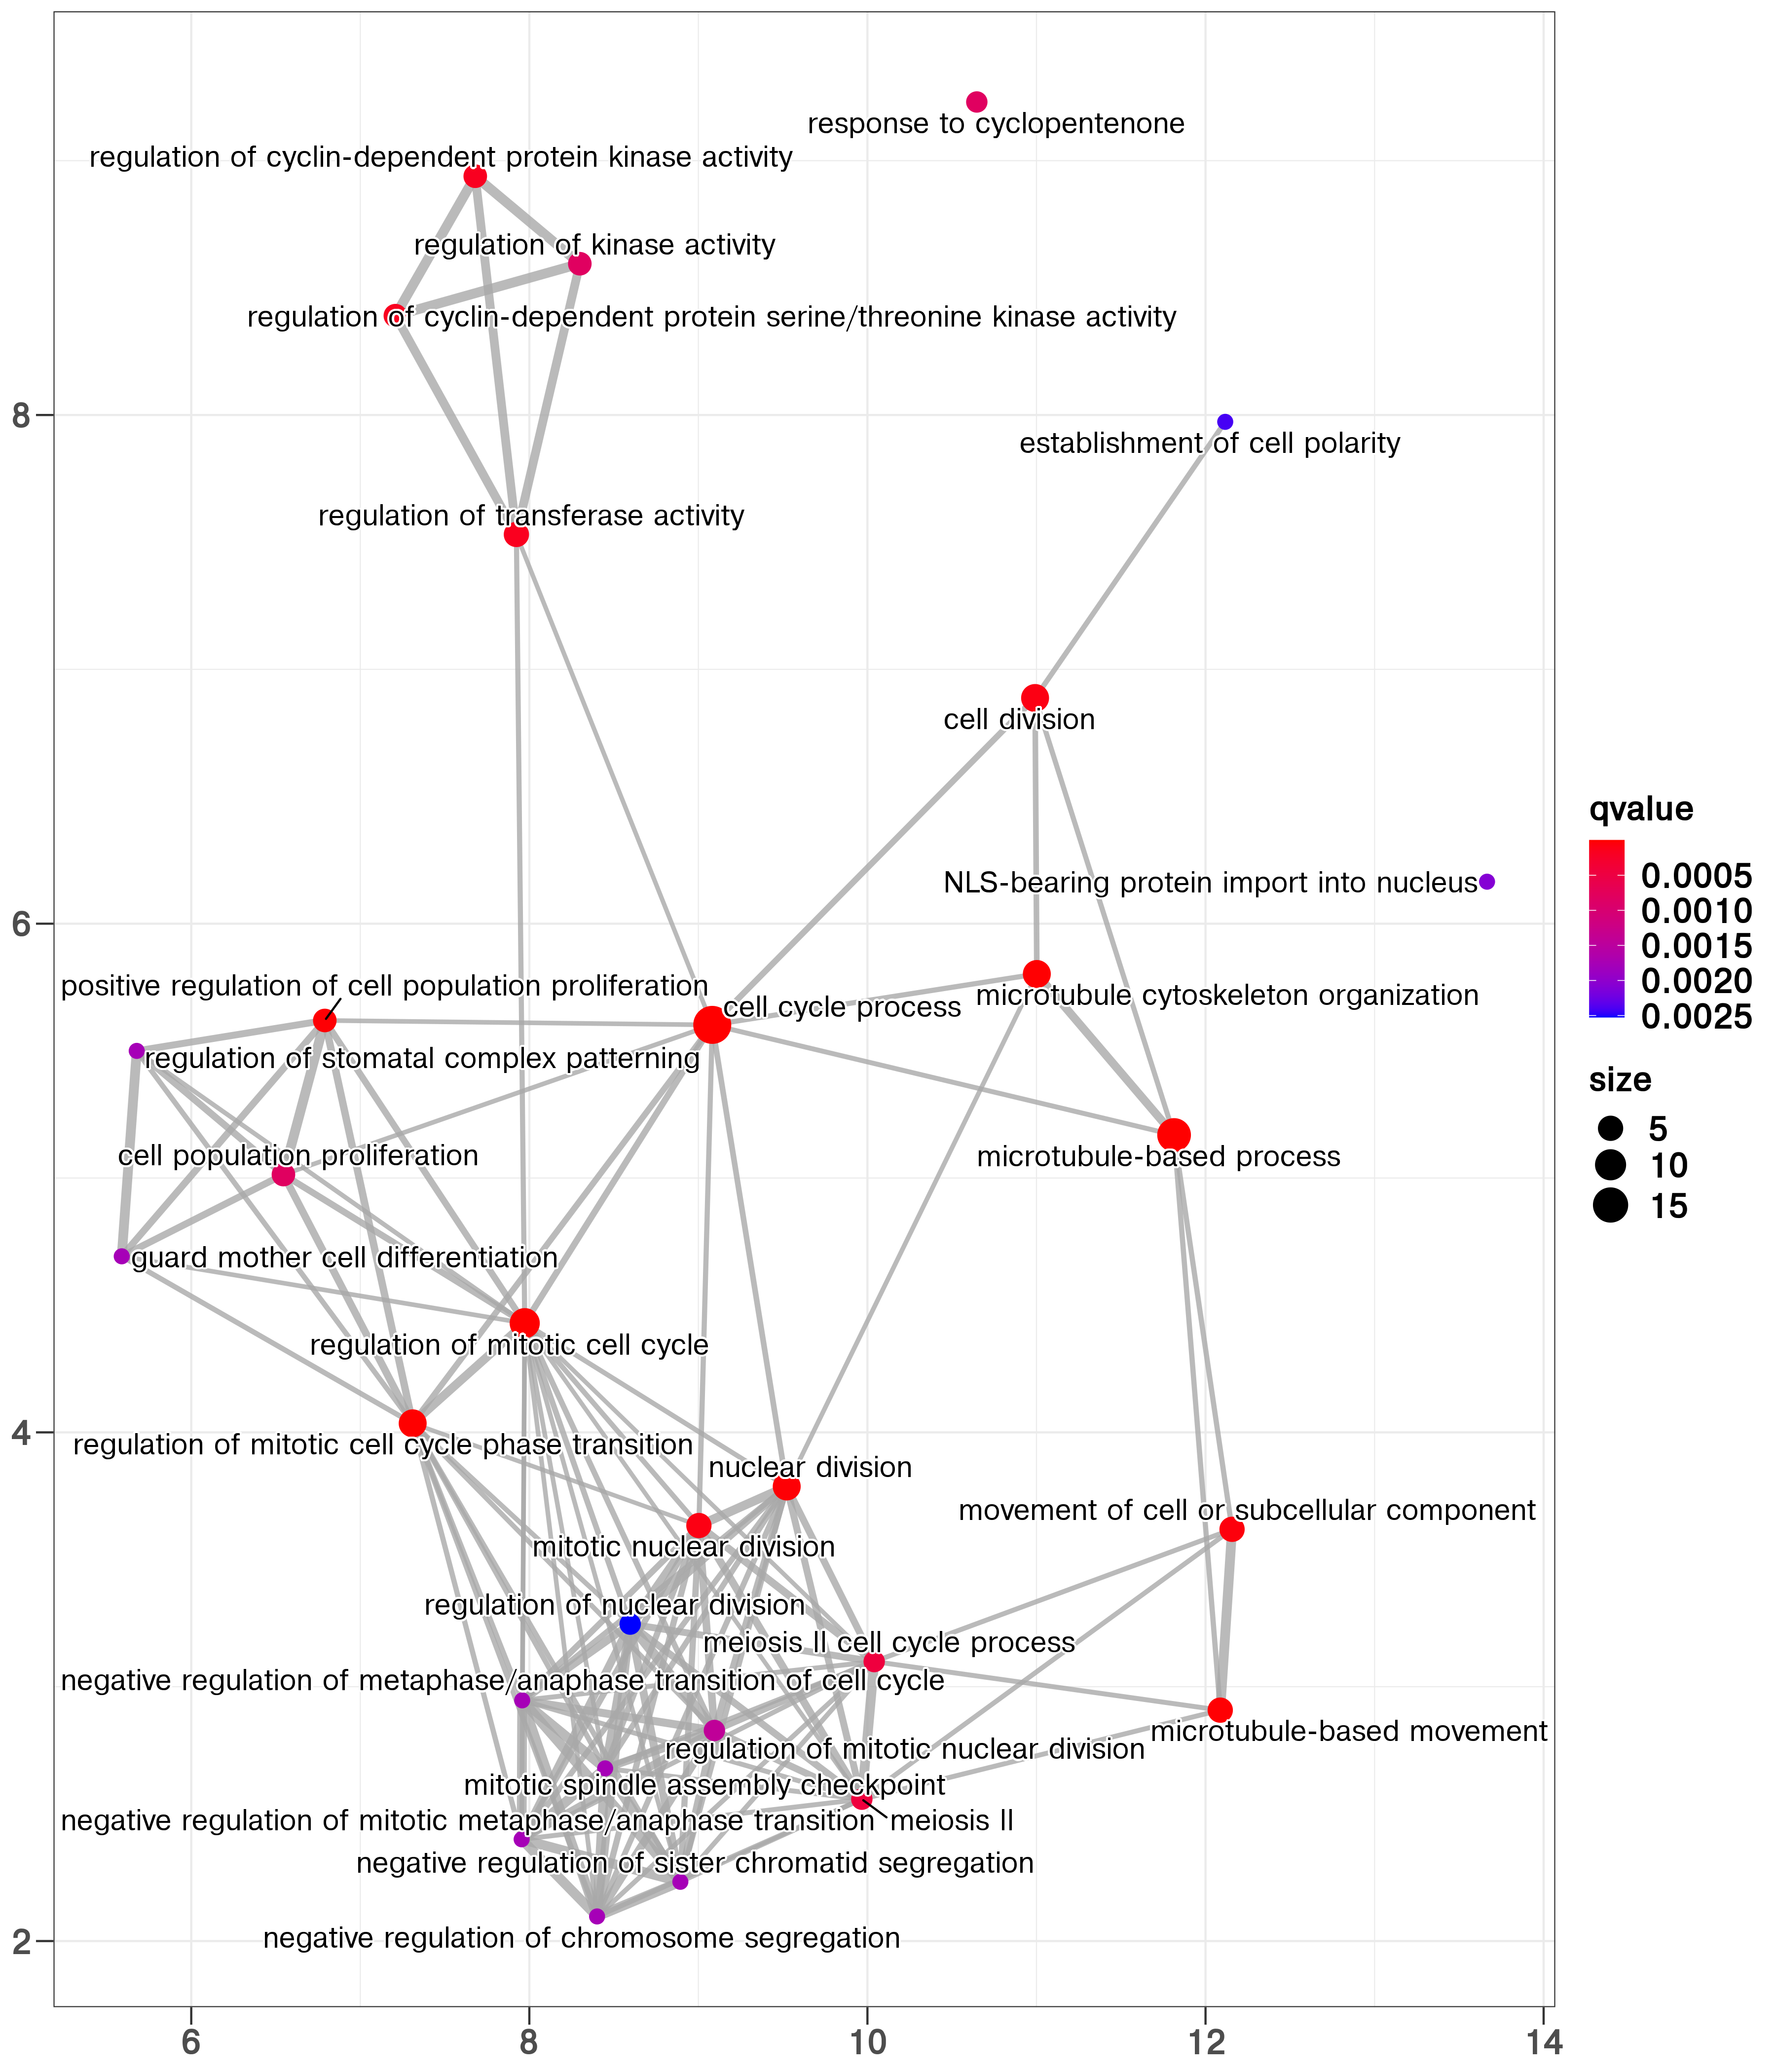 response to cyclopentenone
regulation of cyclin-dependent protein kinase activity
regulation of kinase activity
regulation of cyclin-dependent protein serine/threonine kinase activity
8
establishment of cell polarity
regulation of transferase activity
cell division
qvalue
0.0005
0.0010
0.0015
0.0020
0.0025
NLS-bearing protein import into nucleus
6
positive regulation of cell population proliferation
microtubule cytoskeleton organization
cell cycle process
regulation of stomatal complex patterning
size
5
10
15
cell population proliferation
microtubule-based process
guard mother cell differentiation
regulation of mitotic cell cycle
4
regulation of mitotic cell cycle phase transition
nuclear division
movement of cell or subcellular component
mitotic nuclear division
regulation of nuclear division
meiosis II cell cycle process
negative regulation of metaphase/anaphase transition of cell cycle
microtubule-based movement
regulation of mitotic nuclear division
mitotic spindle assembly checkpoint
negative regulation of mitotic metaphase/anaphase transition
meiosis II
negative regulation of sister chromatid segregation
negative regulation of chromosome segregation
2
6 8 10 12 14